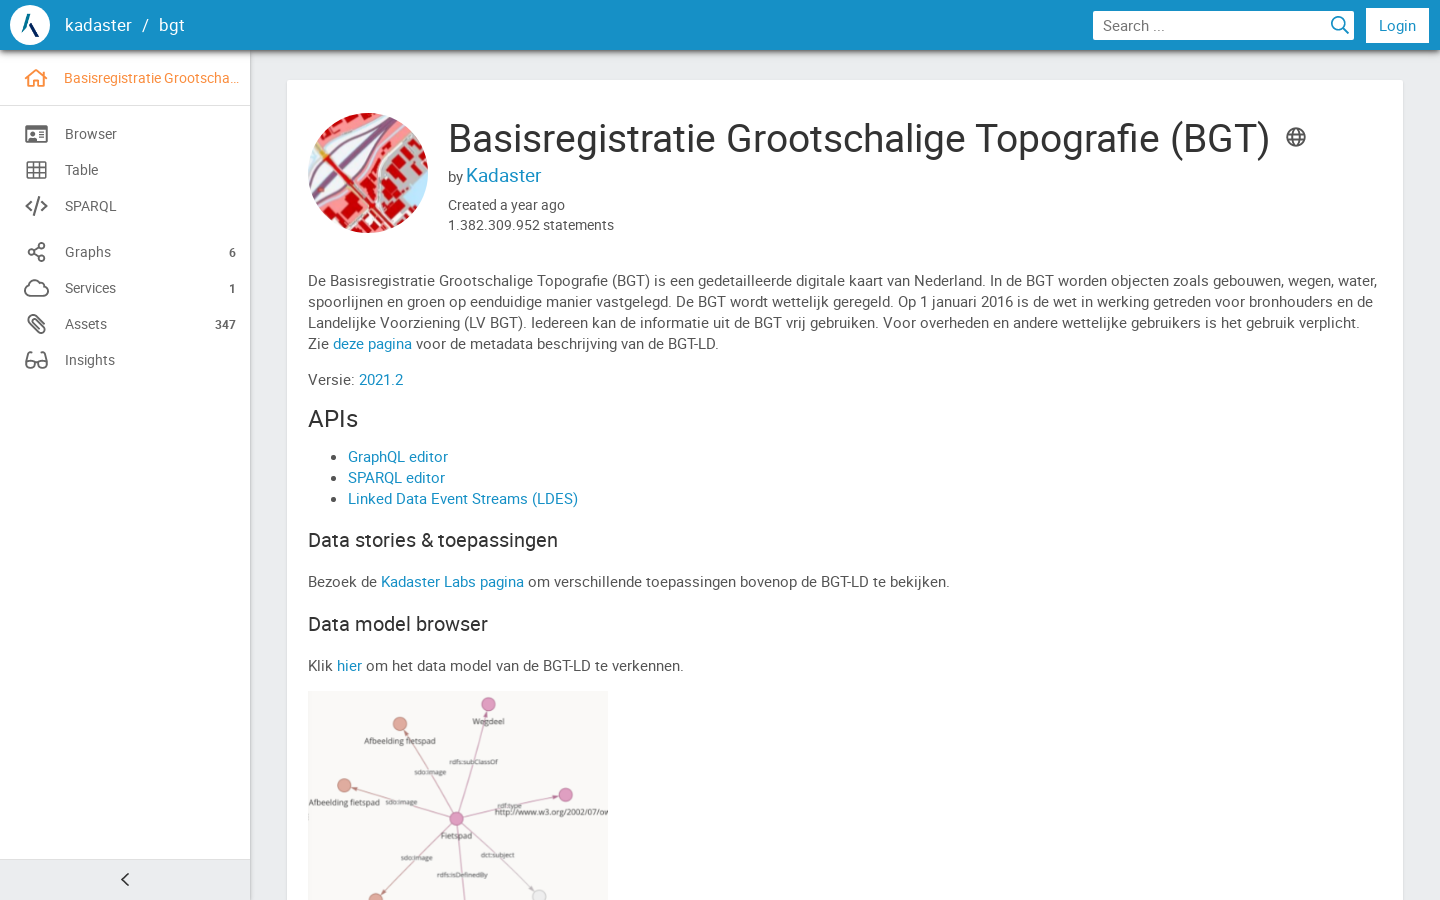 kadaster / bgt
Search ...
Login
Basisregistratie Grootscha...
Browser
Table
SPARQL
Graphs 6
Services 1
Assets 347
Insights
Basisregistratie Grootschalige Topografie (BGT)
by Kadaster
Created a year ago
1.382.309.952 statements
De Basisregistratie Grootschalige Topografie (BGT) is een gedetailleerde digitale kaart van Nederland. In de BGT worden objecten zoals gebouwen, wegen, water,
spoorlijnen en groen op eenduidige manier vastgelegd. De BGT wordt wettelijk geregeld. Op 1 januari 2016 is de wet in werking getreden voor bronhouders en de
Landelijke Voorziening (LV BGT). Iedereen kan de informatie uit de BGT vrij gebruiken. Voor overheden en andere wettelijke gebruikers is het gebruik verplicht.
Zie deze pagina voor de metadata beschrijving van de BGT-LD.
Versie: 2021.2
APIs
GraphQL editor
SPARQL editor
Linked Data Event Streams (LDES)
Data stories & toepassingen
Bezoek de Kadaster Labs pagina om verschillende toepassingen bovenop de BGT-LD te bekijken.
Data model browser
Klik hier om het data model van de BGT-LD te verkennen.
Wegdeel
Afbeelding fietspad
rdfs:subClassOf
sdo:image
Afbeelding fietspad
sdo:image
rdf:type
http://www.w3.org/2002/07/ow
Fietspad
sdo:image
dct:subject
rdfs:isDefinedBy